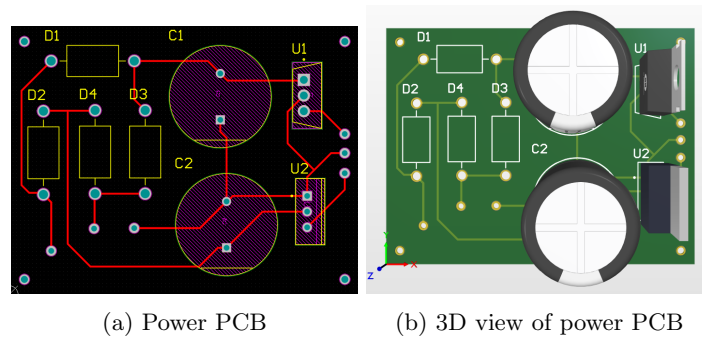 D1
C1
U1
D2
D4
D3
C2
U2
D1
U1
D2
D4
D3
C2
U2
Y
X
Z
(a) Power PCB
(b) 3D view of power PCB